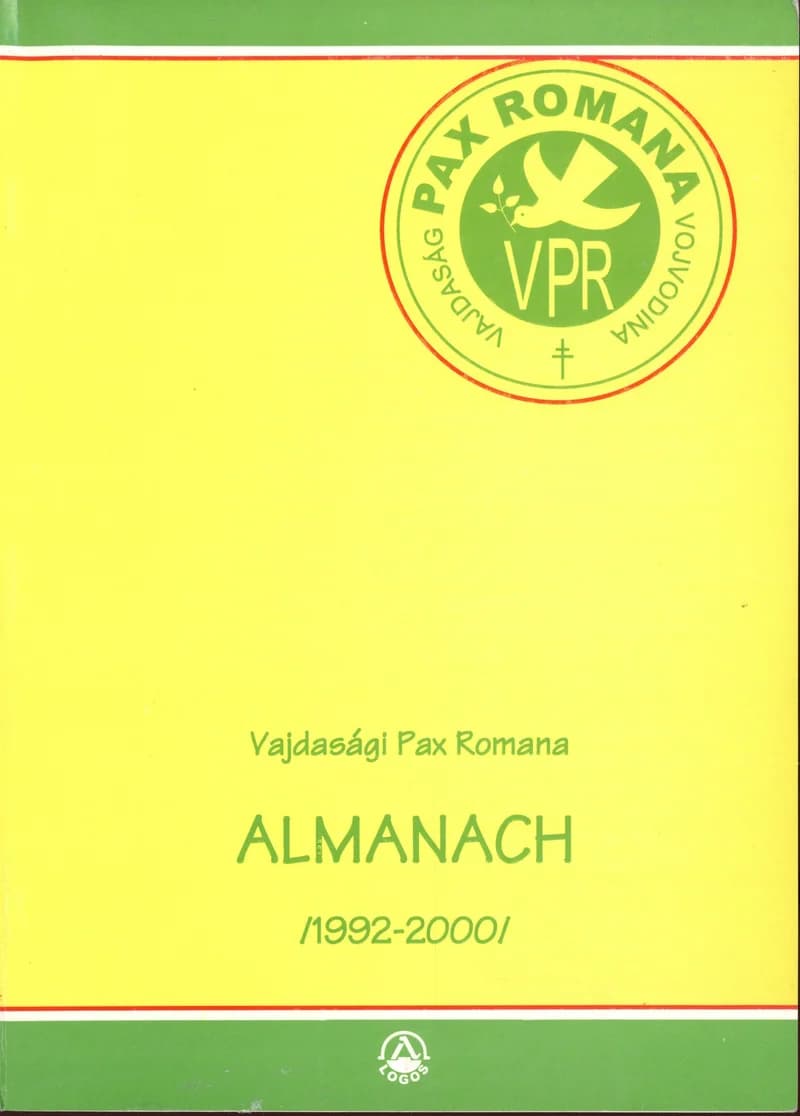 PAX ROMANA
VAJDASÁG
VOJVODINA
VPR
Vajdasági Pax Romana
ALMANACH
/1992-2000/
LOGOS